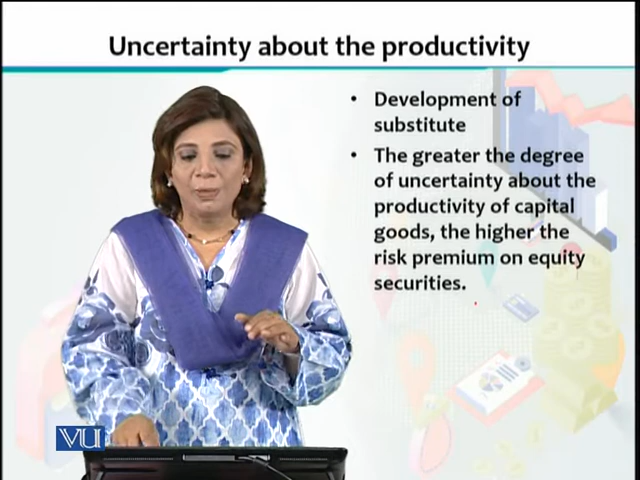 Uncertainty about the productivity
• Development of
substitute
• The greater the degree
of uncertainty about the
productivity of capital
goods, the higher the
risk premium on equity
securities.
VU